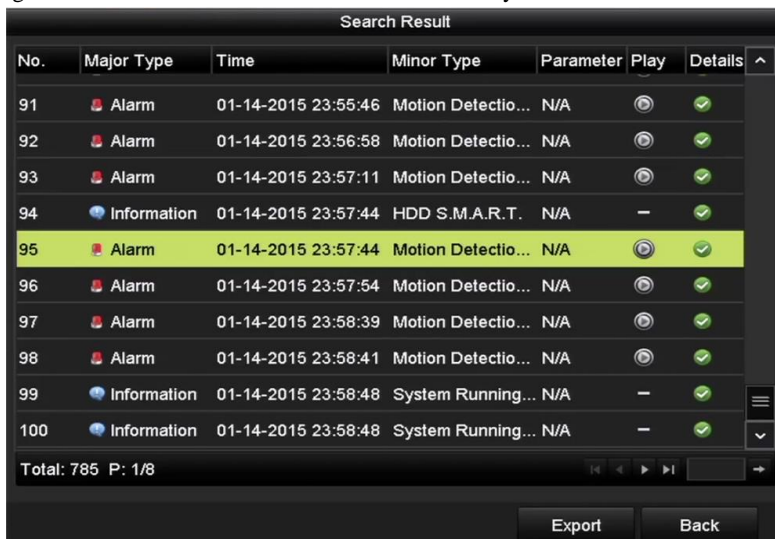 Search Result
No. Major Type Time Minor Type Parameter Play Details
91 Alarm 01-14-2015 23:55:46 Motion Detectio... N/A
92 Alarm 01-14-2015 23:56:58 Motion Detectio... N/A
93 Alarm 01-14-2015 23:57:11 Motion Detectio... N/A
94 Information 01-14-2015 23:57:44 HDD S.M.A.R.T. N/A –
95 Alarm 01-14-2015 23:57:44 Motion Detectio... N/A
96 Alarm 01-14-2015 23:57:54 Motion Detectio... N/A
97 Alarm 01-14-2015 23:58:39 Motion Detectio... N/A
98 Alarm 01-14-2015 23:58:41 Motion Detectio... N/A
99 Information 01-14-2015 23:58:48 System Running... N/A –
100 Information 01-14-2015 23:58:48 System Running... N/A –
Total: 785 P: 1/8
Export Back